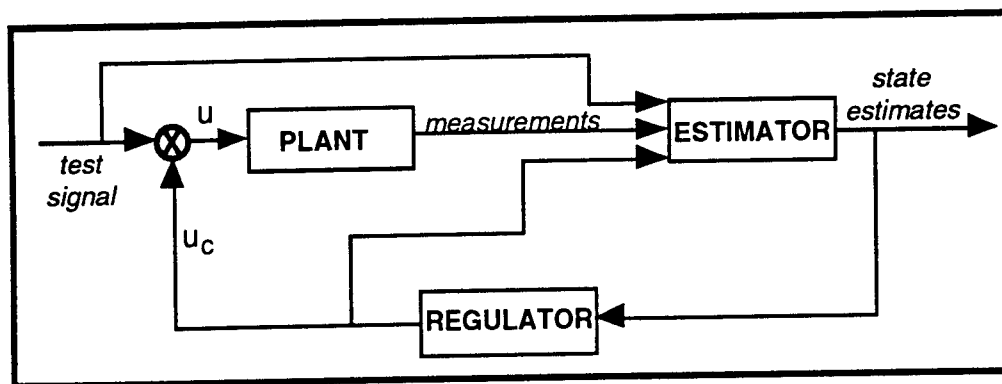 state
estimates
u
PLANT
measurements
ESTIMATOR
test
signal
u_c
REGULATOR